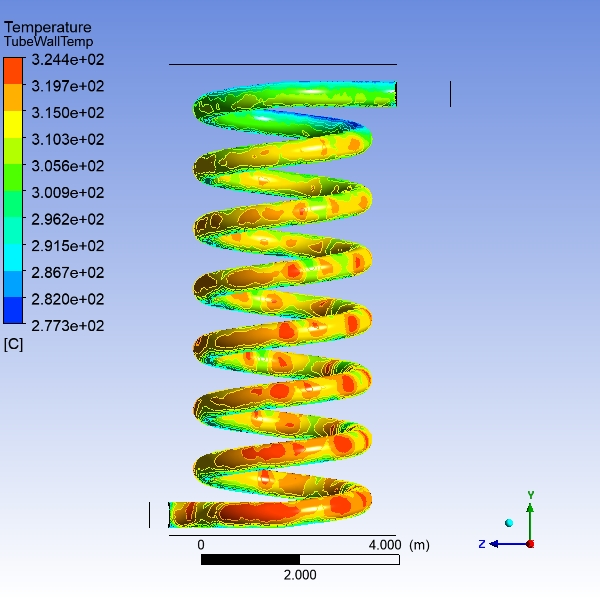 Temperature
TubeWallTemp
3.244e+02
3.197e+02
3.150e+02
3.103e+02
3.056e+02
3.009e+02
2.962e+02
2.915e+02
2.867e+02
2.820e+02
2.773e+02
[C]
Y
Z
0 4.000 (m)
2.000